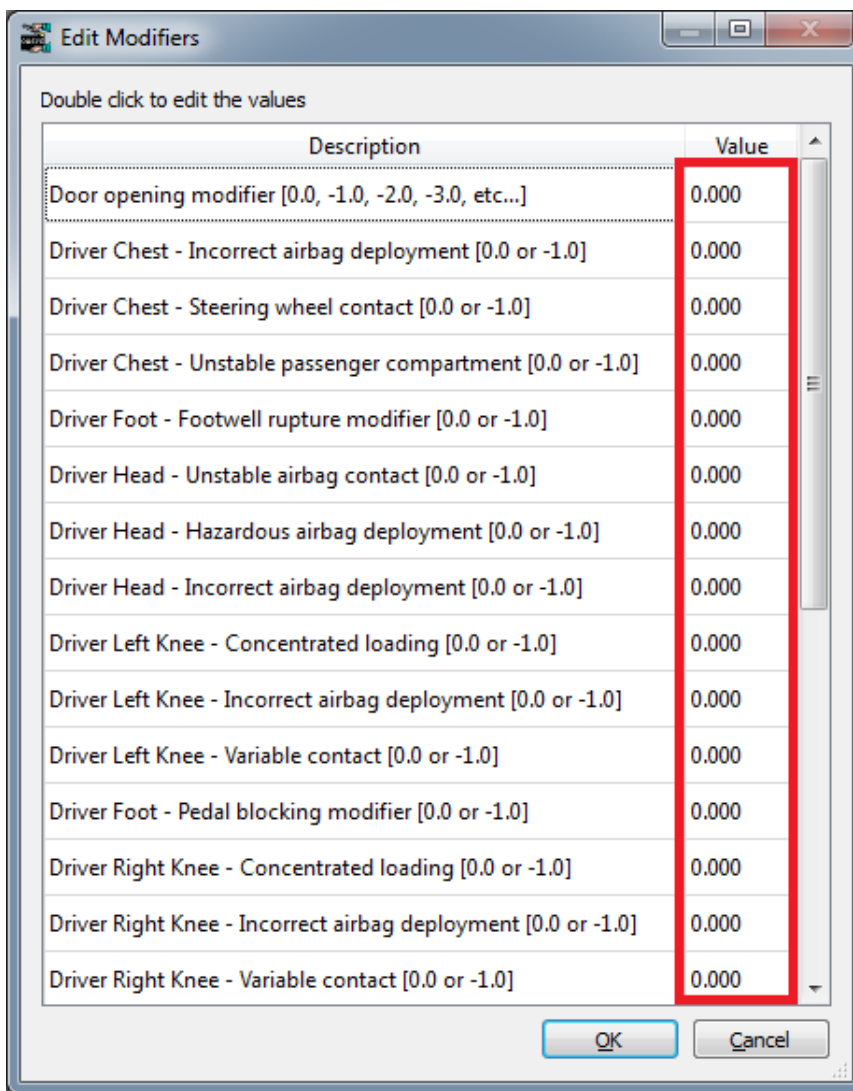 Edit Modifiers
Double click to edit the values
Description Value
Door opening modifier [0.0, -1.0, -2.0, -3.0, etc...] 0.000
Driver Chest - Incorrect airbag deployment [0.0 or -1.0] 0.000
Driver Chest - Steering wheel contact [0.0 or -1.0] 0.000
Driver Chest - Unstable passenger compartment [0.0 or -1.0] 0.000
Driver Foot - Footwell rupture modifier [0.0 or -1.0] 0.000
Driver Head - Unstable airbag contact [0.0 or -1.0] 0.000
Driver Head - Hazardous airbag deployment [0.0 or -1.0] 0.000
Driver Head - Incorrect airbag deployment [0.0 or -1.0] 0.000
Driver Left Knee - Concentrated loading [0.0 or -1.0] 0.000
Driver Left Knee - Incorrect airbag deployment [0.0 or -1.0] 0.000
Driver Left Knee - Variable contact [0.0 or -1.0] 0.000
Driver Foot - Pedal blocking modifier [0.0 or -1.0] 0.000
Driver Right Knee - Concentrated loading [0.0 or -1.0] 0.000
Driver Right Knee - Incorrect airbag deployment [0.0 or -1.0] 0.000
Driver Right Knee - Variable contact [0.0 or -1.0] 0.000
OK Cancel